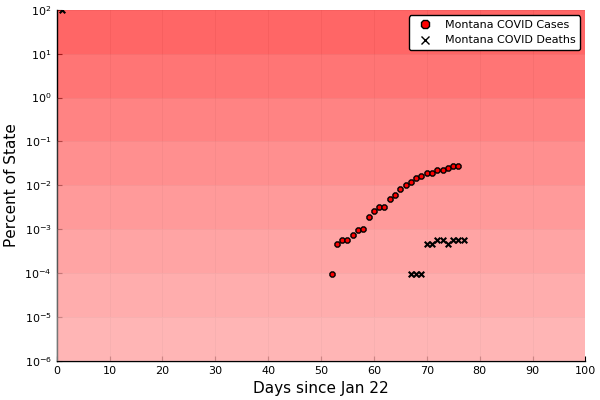 10²
Montana COVID Cases
Montana COVID Deaths
10¹
10⁰
10⁻¹
10⁻²
10⁻³
10⁻⁴
10⁻⁵
10⁻⁶
Percent of State
0 10 20 30 40 50 60 70 80 90 100
Days since Jan 22